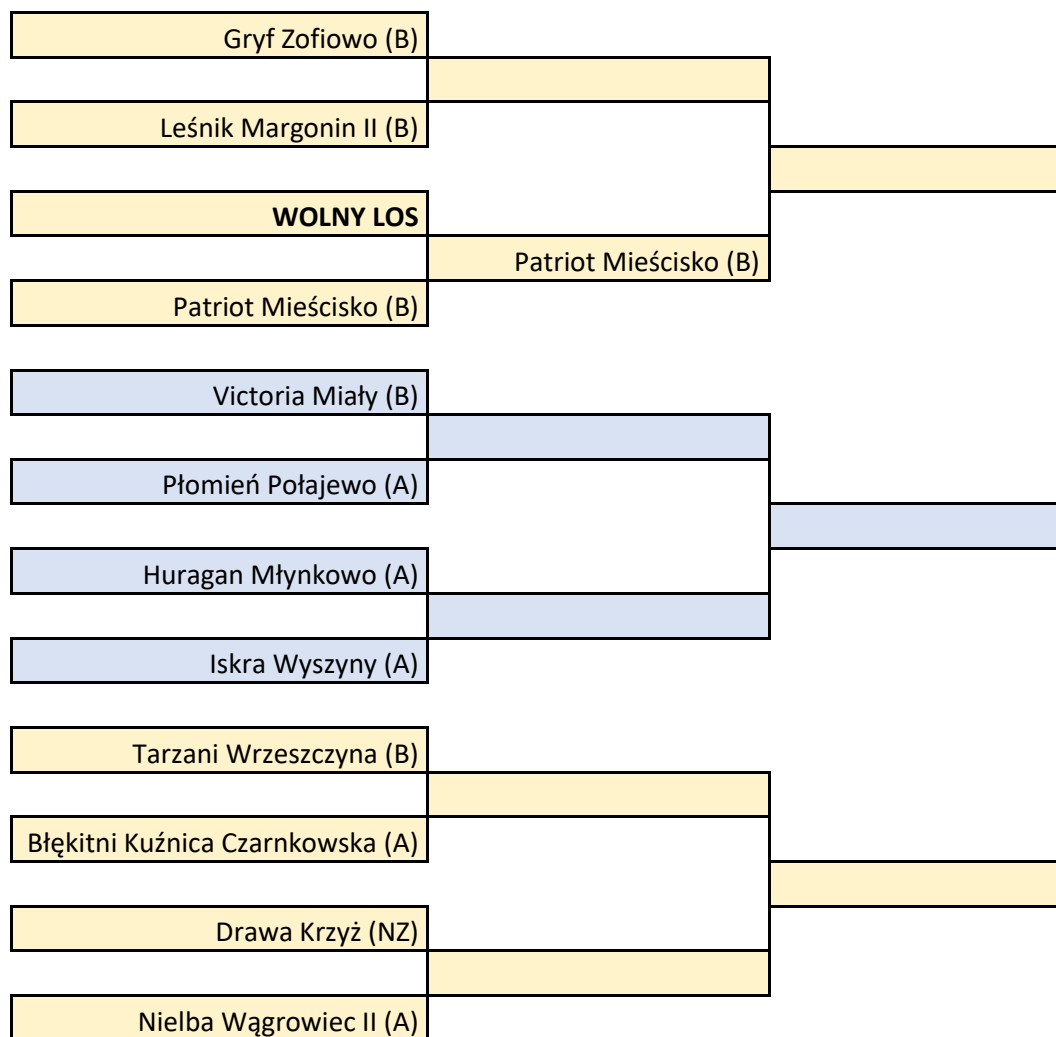 Gryf Zofiowo (B)
Leśnik Margonin II (B)
WOLNY LOS
Patriot Mieścisko (B)
Patriot Mieścisko (B)
Victoria Miały (B)
Płomień Połajewo (A)
Huragan Młynkowo (A)
Iskra Wyszyny (A)
Tarzani Wrzeszczyna (B)
Błękitni Kuźnica Czarnkowska (A)
Drawa Krzyż (NZ)
Nielba Wągrowiec II (A)